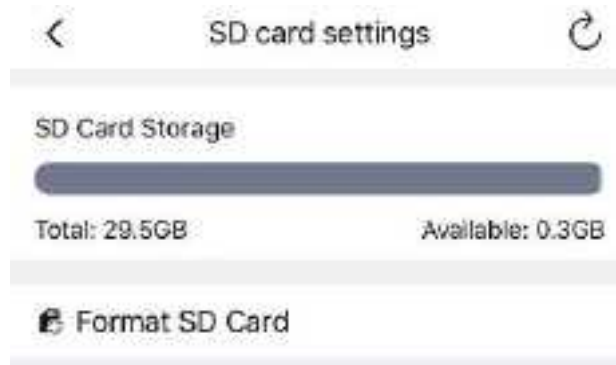 SD card settings
SD Card Storage
Total: 29.5GB
Available: 0.3GB
Format SD Card